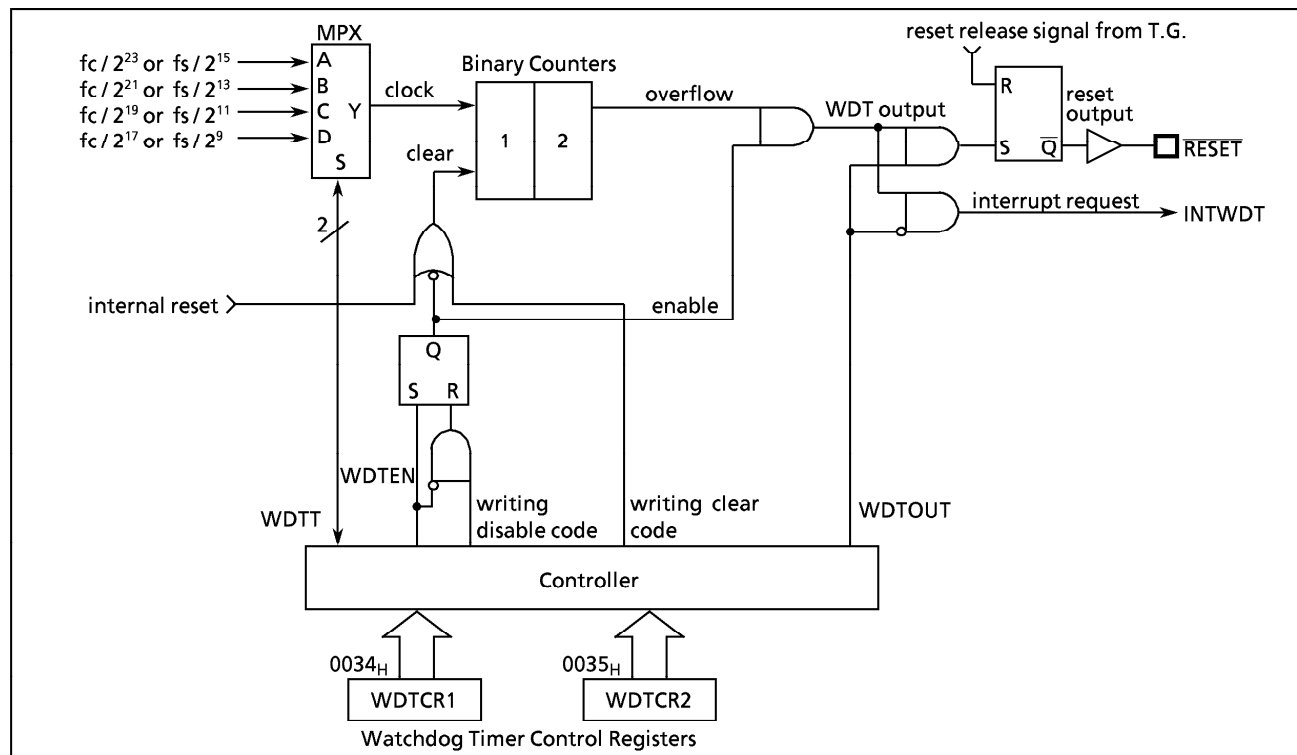 MPX
fc / 2²³ or fs / 2¹⁵
fc / 2²¹ or fs / 2¹³
fc / 2¹⁹ or fs / 2¹¹
fc / 2¹⁷ or fs / 2⁹
A
B
C
D
Y
S
clock
clear
Binary Counters
1
2
overflow
WDT output
reset release signal from T.G.
R
S
Q̅
reset
output
R̅E̅S̅E̅T̅
interrupt request
INTWDT
2
internal reset
enable
Q
S
R
WDTEN
WDTT
writing
disable code
writing clear
code
WDTOUT
Controller
0034H
0035H
WDTCR1
WDTCR2
Watchdog Timer Control Registers